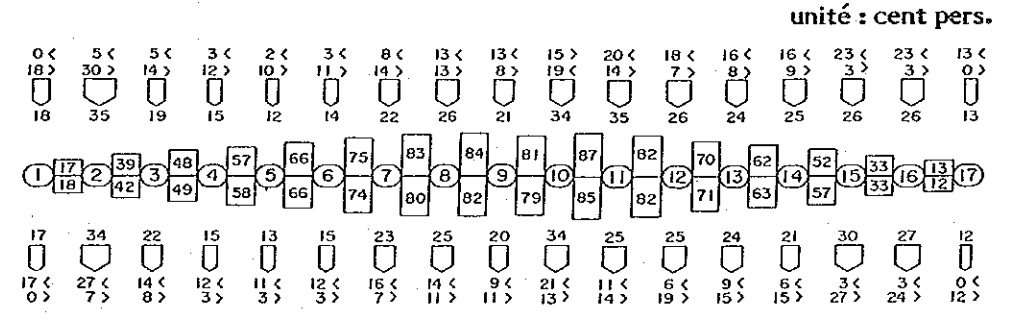 unité : cent pers.
0 < 5 < 5 < 3 < 2 < 3 < 8 < 13 < 13 < 15 > 20 < 18 < 16 < 16 < 23 < 23 < 13 <
18 > 30 > 14 > 12 > 10 > 11 > 14 > 13 > 8 > 19 < 14 > 7 > 8 > 9 > 3 > 3 > 0 >
18 35 19 15 12 14 22 26 21 34 35 26 24 25 26 26 13
17 39 48 57 66 75 83 84 81 87 82 70 62 52 33 13
1 2 3 4 5 6 7 8 9 10 11 12 13 14 15 16 17
18 42 49 58 66 74 80 82 79 85 82 71 63 57 33 12
17 34 22 15 13 15 23 25 20 34 25 25 24 21 30 27 12
17 < 27 < 14 < 12 < 11 < 12 < 16 < 14 < 9 < 21 < 11 < 6 < 9 < 6 < 3 < 3 < 0 <
0 > 7 > 8 > 3 > 3 > 3 > 7 > 11 > 11 > 13 > 14 > 19 > 15 > 15 > 27 > 24 > 12 >